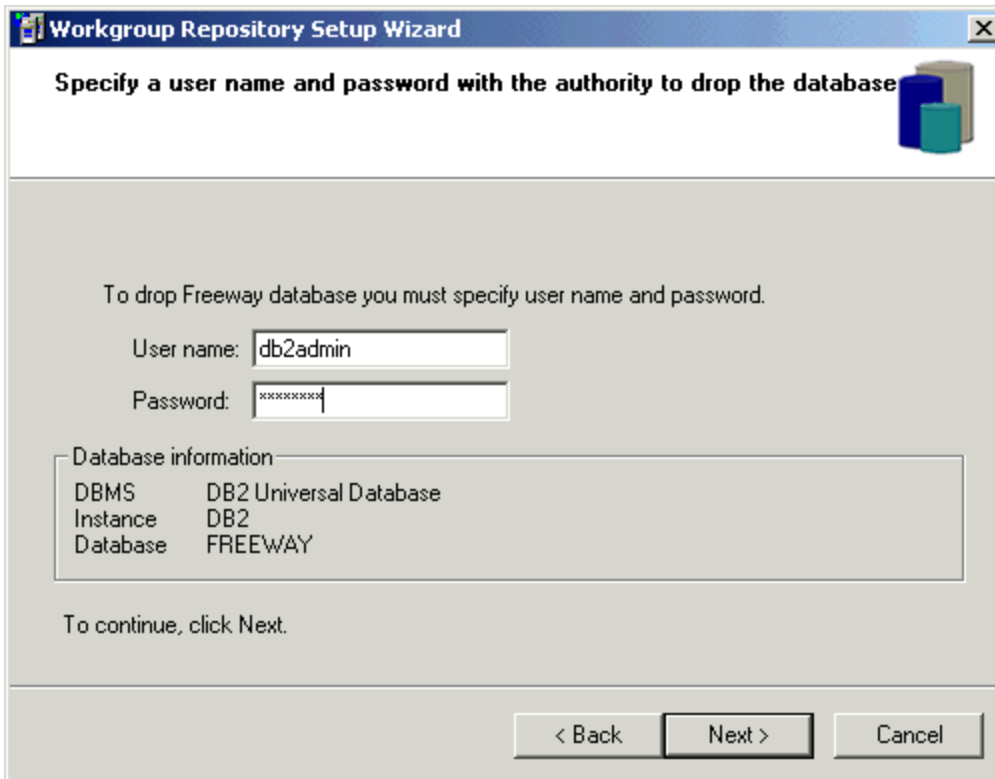 Workgroup Repository Setup Wizard
Specify a user name and password with the authority to drop the database
To drop Freeway database you must specify user name and password.
User name: db2admin
Password: ********
Database information
DBMS DB2 Universal Database
Instance DB2
Database FREEWAY
To continue, click Next.
< Back Next > Cancel